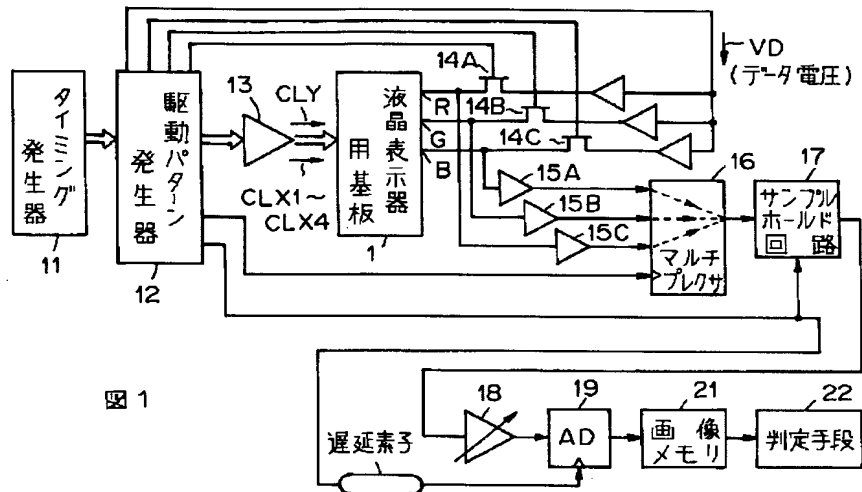 タイミング
発生器
11
駆動パターン
発生器
12
13
CLY
CLX1～
CLX4
液晶表示器
用基板
1
R
G
B
14A
14B
14C
VD
(データ電圧)
15A
15B
15C
16
マルチ
プレクサ
17
サンプル
ホールド
回路
図1
遅延素子
18
19
AD
21
画像
メモリ
22
判定手段